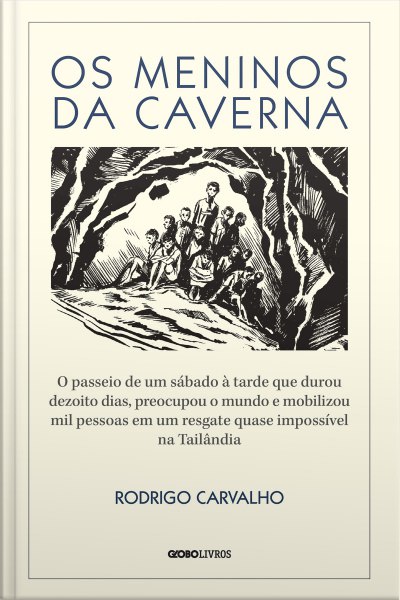 OS MENINOS
DA CAVERNA
O passeio de um sábado à tarde que durou
dezoito dias, preocupou o mundo e mobilizou
mil pessoas em um resgate quase impossível
na Tailândia
RODRIGO CARVALHO
GLOBOLIVROS